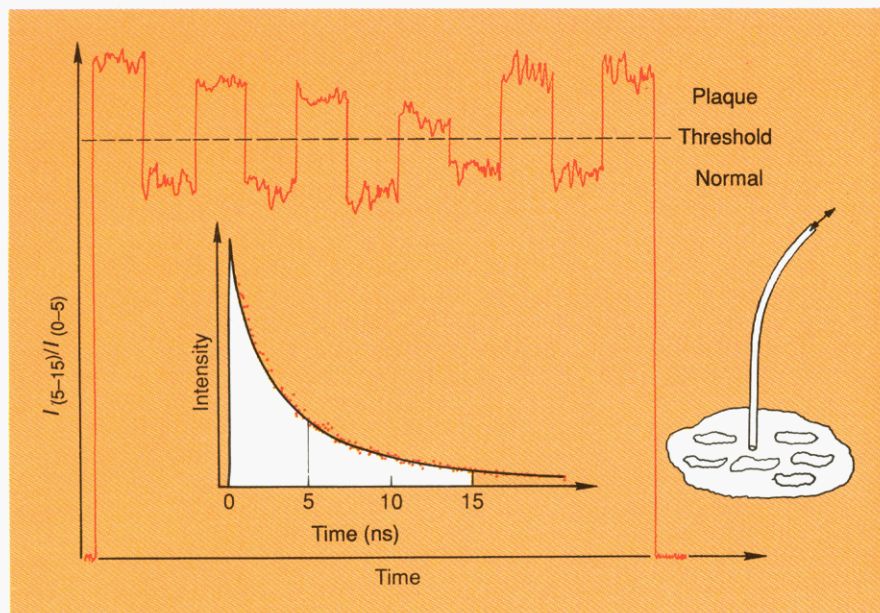 Plaque
Threshold
Normal
I(5–15)/I(0–5)
Intensity
0 5 10 15
Time (ns)
Time